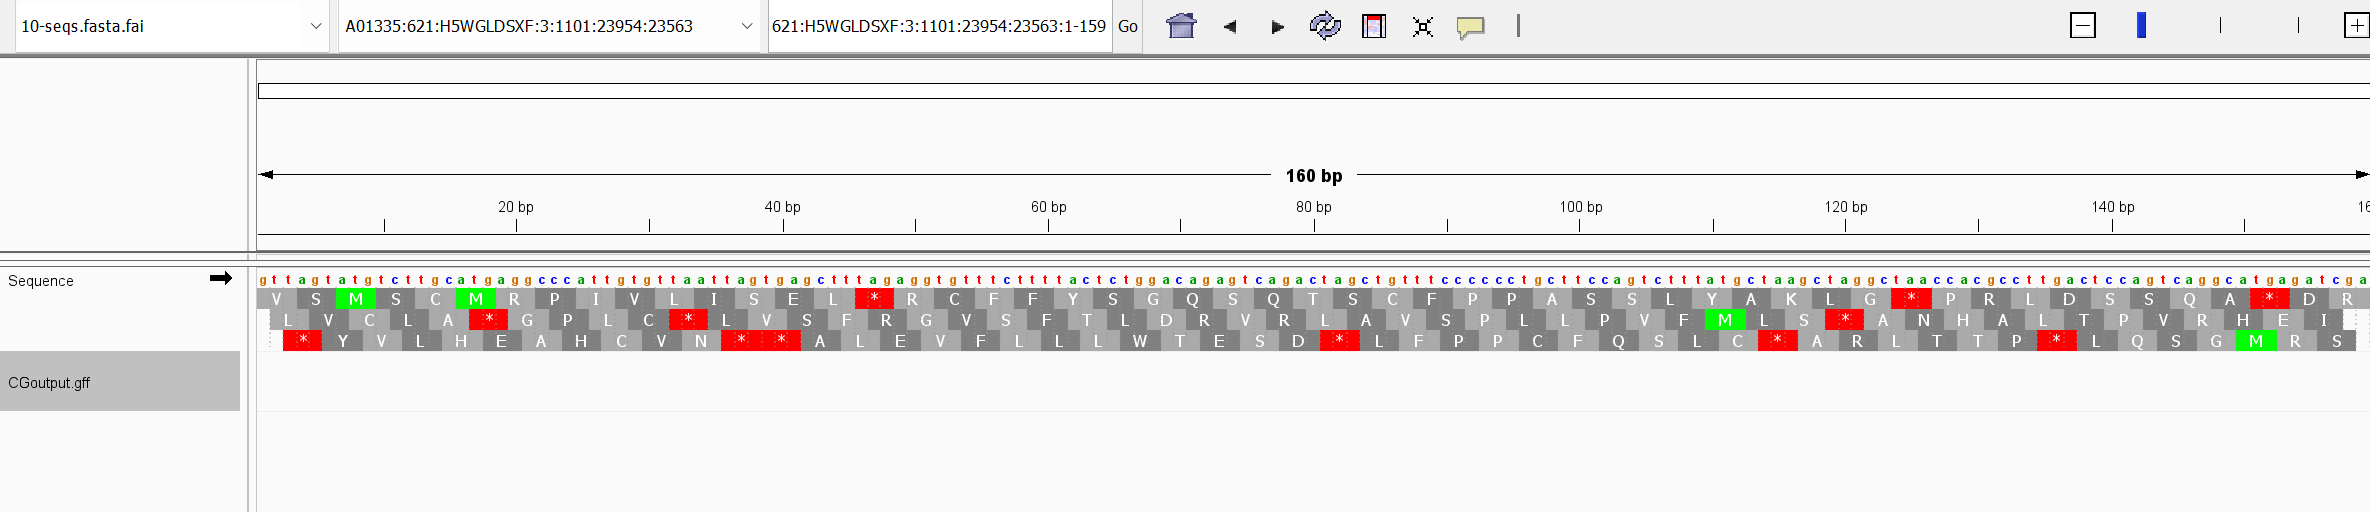 10-seqs.fasta.fai A01335:621:H5WGLDSXF:3:1101:23954:23563 621:H5WGLDSXF:3:1101:23954:23563:1-159 Go
160 bp
20 bp 40 bp 60 bp 80 bp 100 bp 120 bp 140 bp 16
Sequence g t t a g t a t g t c t t g c a t g a g g c c c a t t g t g t t a a t t a g t g a g c t t t a g a g g t g t t t c t t t t a c t c t g g a c a g a g t c a g a c t a g c t g t t t c c c c c c t g c t t c c a g t c t t t a t g c t a a g c t a g g c t a a c c a c g c c t t g a c t c c a g t c a g g c a t g a g a t c g a
V S M S C M R P I V L I S E L * R C F F Y S G Q S Q T S C F P P A S S L Y A K L G * P R L D S S Q A * D R
L V C L A * G P L C * L V S F R G V S F T L D R V R L A V S P L L P V F M L S * A N H A L T P V R H E I
* Y V L H E A H C V N * * A L E V F L L L W T E S D * L F P P C F Q S L C * A R L T T P * L Q S G M R S
CGoutput.gff